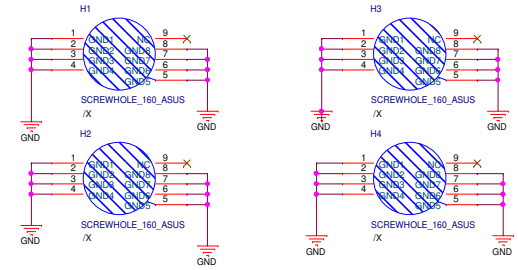 H1
1 GND1 NC 9
2 GND2 GND8 8
3 GND3 GND7 7
4 GND4 GND6 6
GND5 5
SCREWHOLE_160_ASUS
/X
GND GND
H3
1 GND1 NC 9
2 GND2 GND8 8
3 GND3 GND7 7
4 GND4 GND6 6
GND5 5
SCREWHOLE_160_ASUS
/X
GND GND
H2
1 GND1 NC 9
2 GND2 GND8 8
3 GND3 GND7 7
4 GND4 GND6 6
GND5 5
SCREWHOLE_160_ASUS
/X
GND GND
H4
1 GND1 NC 9
2 GND2 GND8 8
3 GND3 GND7 7
4 GND4 GND6 6
GND5 5
SCREWHOLE_160_ASUS
/X
GND GND